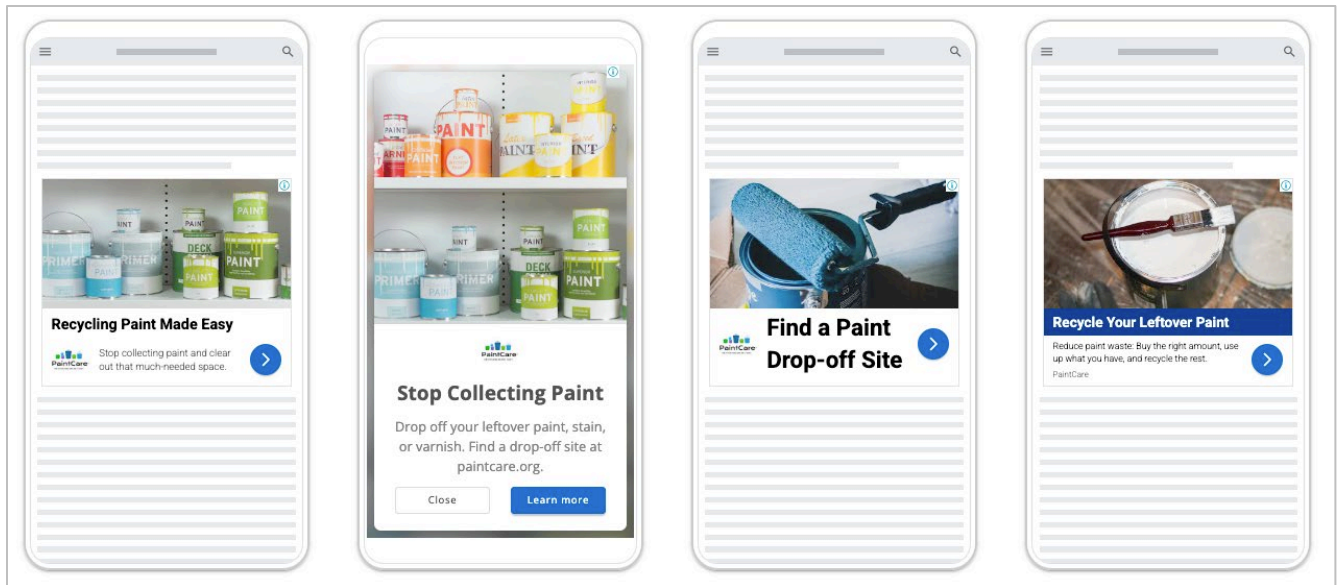 PAINT
PAINT
DECK
PRIMER
PAINT
PRIMER
PAINT
PAINT
Recycling Paint Made Easy
PaintCare
Stop collecting paint and clear
out that much-needed space.
PAINT
PAINT
PAINT
PAINT
PAINT
DECK
PRIMER
PAINT
PRIMER
PAINT
PAINT
PaintCare
Stop Collecting Paint
Drop off your leftover paint, stain,
or varnish. Find a drop-off site at
paintcare.org.
Close
Learn more
Find a Paint
Drop-off Site
PaintCare
Recycle Your Leftover Paint
Reduce paint waste: Buy the right amount, use
up what you have, and recycle the rest.
PaintCare